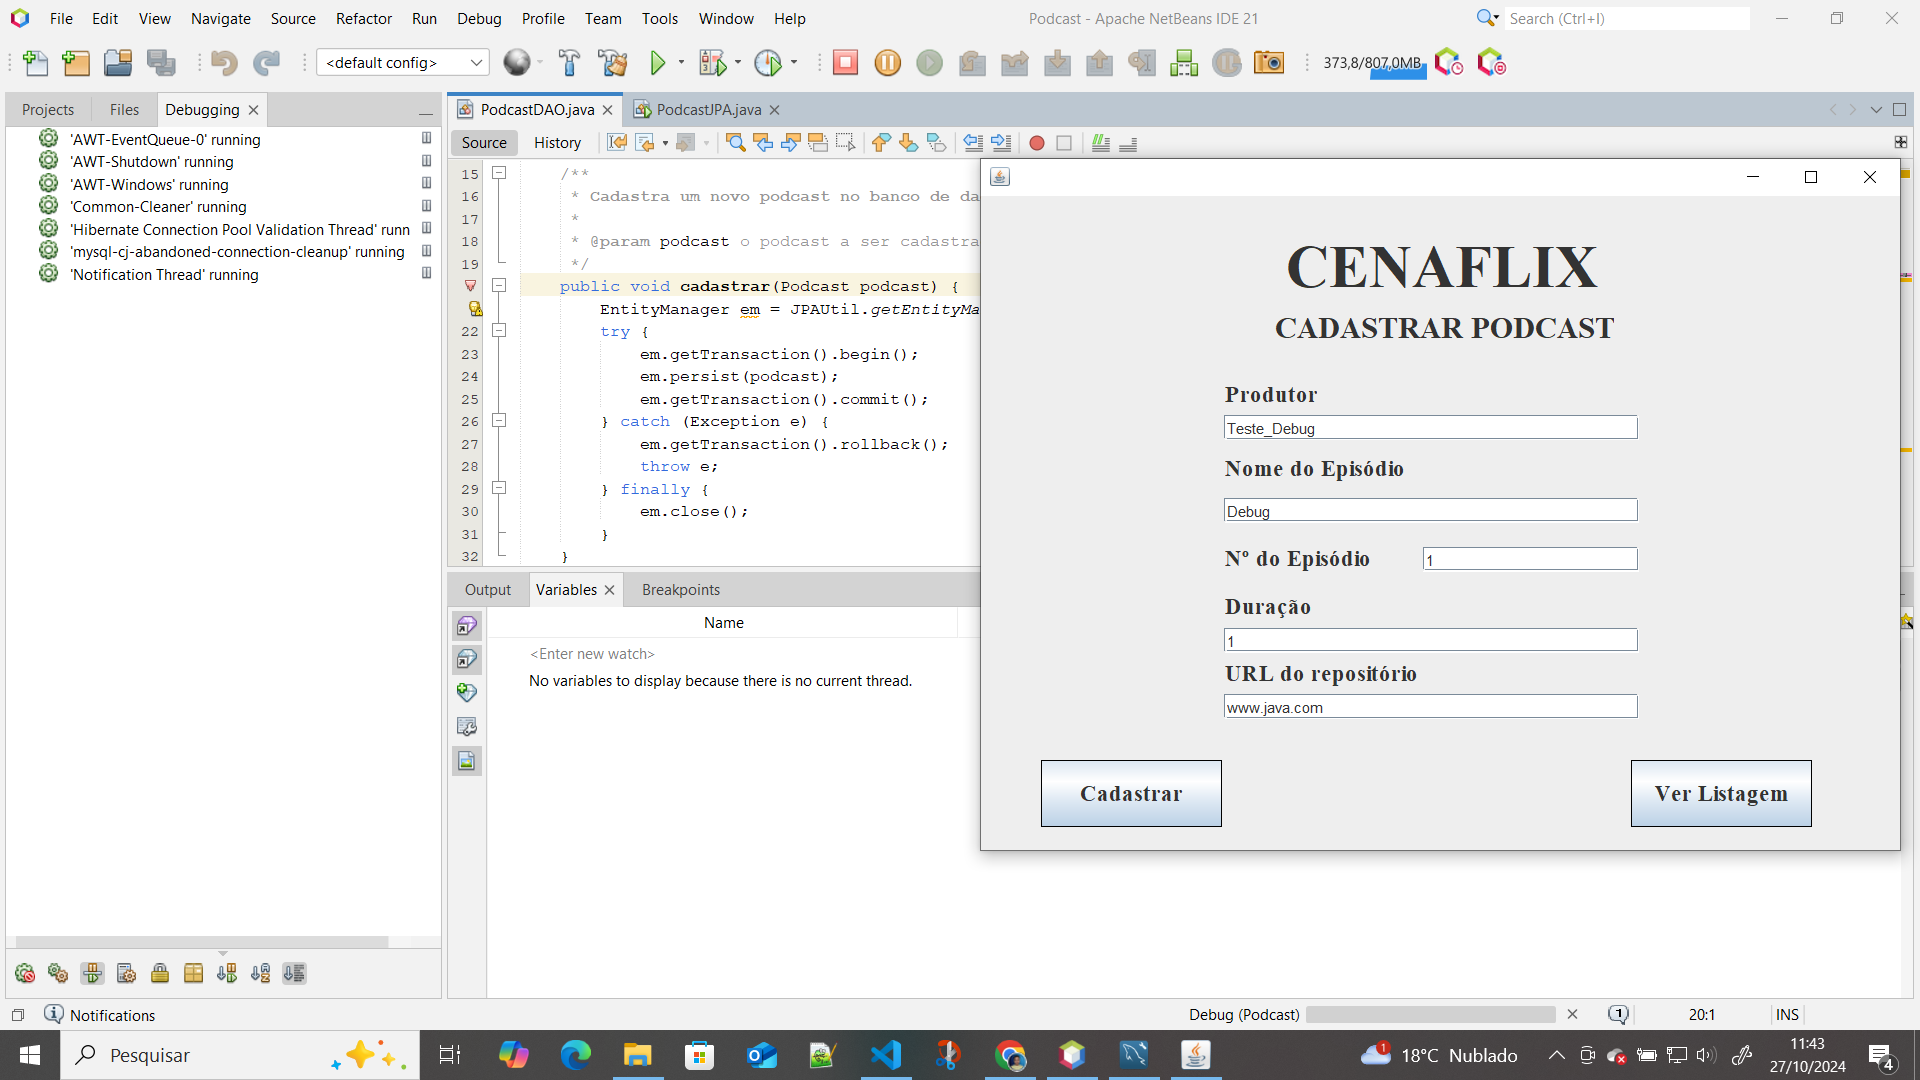 File Edit View Navigate Source Refactor Run Debug Profile Team Tools Window Help
Podcast - Apache NetBeans IDE 21
Search (Ctrl+I)
<default config>
373,8/807,0MB
Projects Files Debugging
PodcastDAO.java PodcastJPA.java
Source History
'AWT-EventQueue-0' running
'AWT-Shutdown' running
'AWT-Windows' running
'Common-Cleaner' running
'Hibernate Connection Pool Validation Thread' runn
'mysql-cj-abandoned-connection-cleanup' running
'Notification Thread' running
15 /**
16 * Cadastra um novo podcast no banco de da
17 *
18 * @param podcast o podcast a ser cadastra
19 */
public void cadastrar(Podcast podcast) {
EntityManager em = JPAUtil.getEntityMa
22 try {
23 em.getTransaction().begin();
24 em.persist(podcast);
25 em.getTransaction().commit();
26 } catch (Exception e) {
27 em.getTransaction().rollback();
28 throw e;
29 } finally {
30 em.close();
31 }
32 }
Output Variables Breakpoints
Name
<Enter new watch>
No variables to display because there is no current thread.
CENAFLIX
CADASTRAR PODCAST
Produtor
Teste_Debug
Nome do Episódio
Debug
Nº do Episódio 1
Duração
1
URL do repositório
www.java.com
Cadastrar Ver Listagem
Notifications
Debug (Podcast)
1
20:1
INS
Pesquisar
1
18°C Nublado
11:43
27/10/2024
4